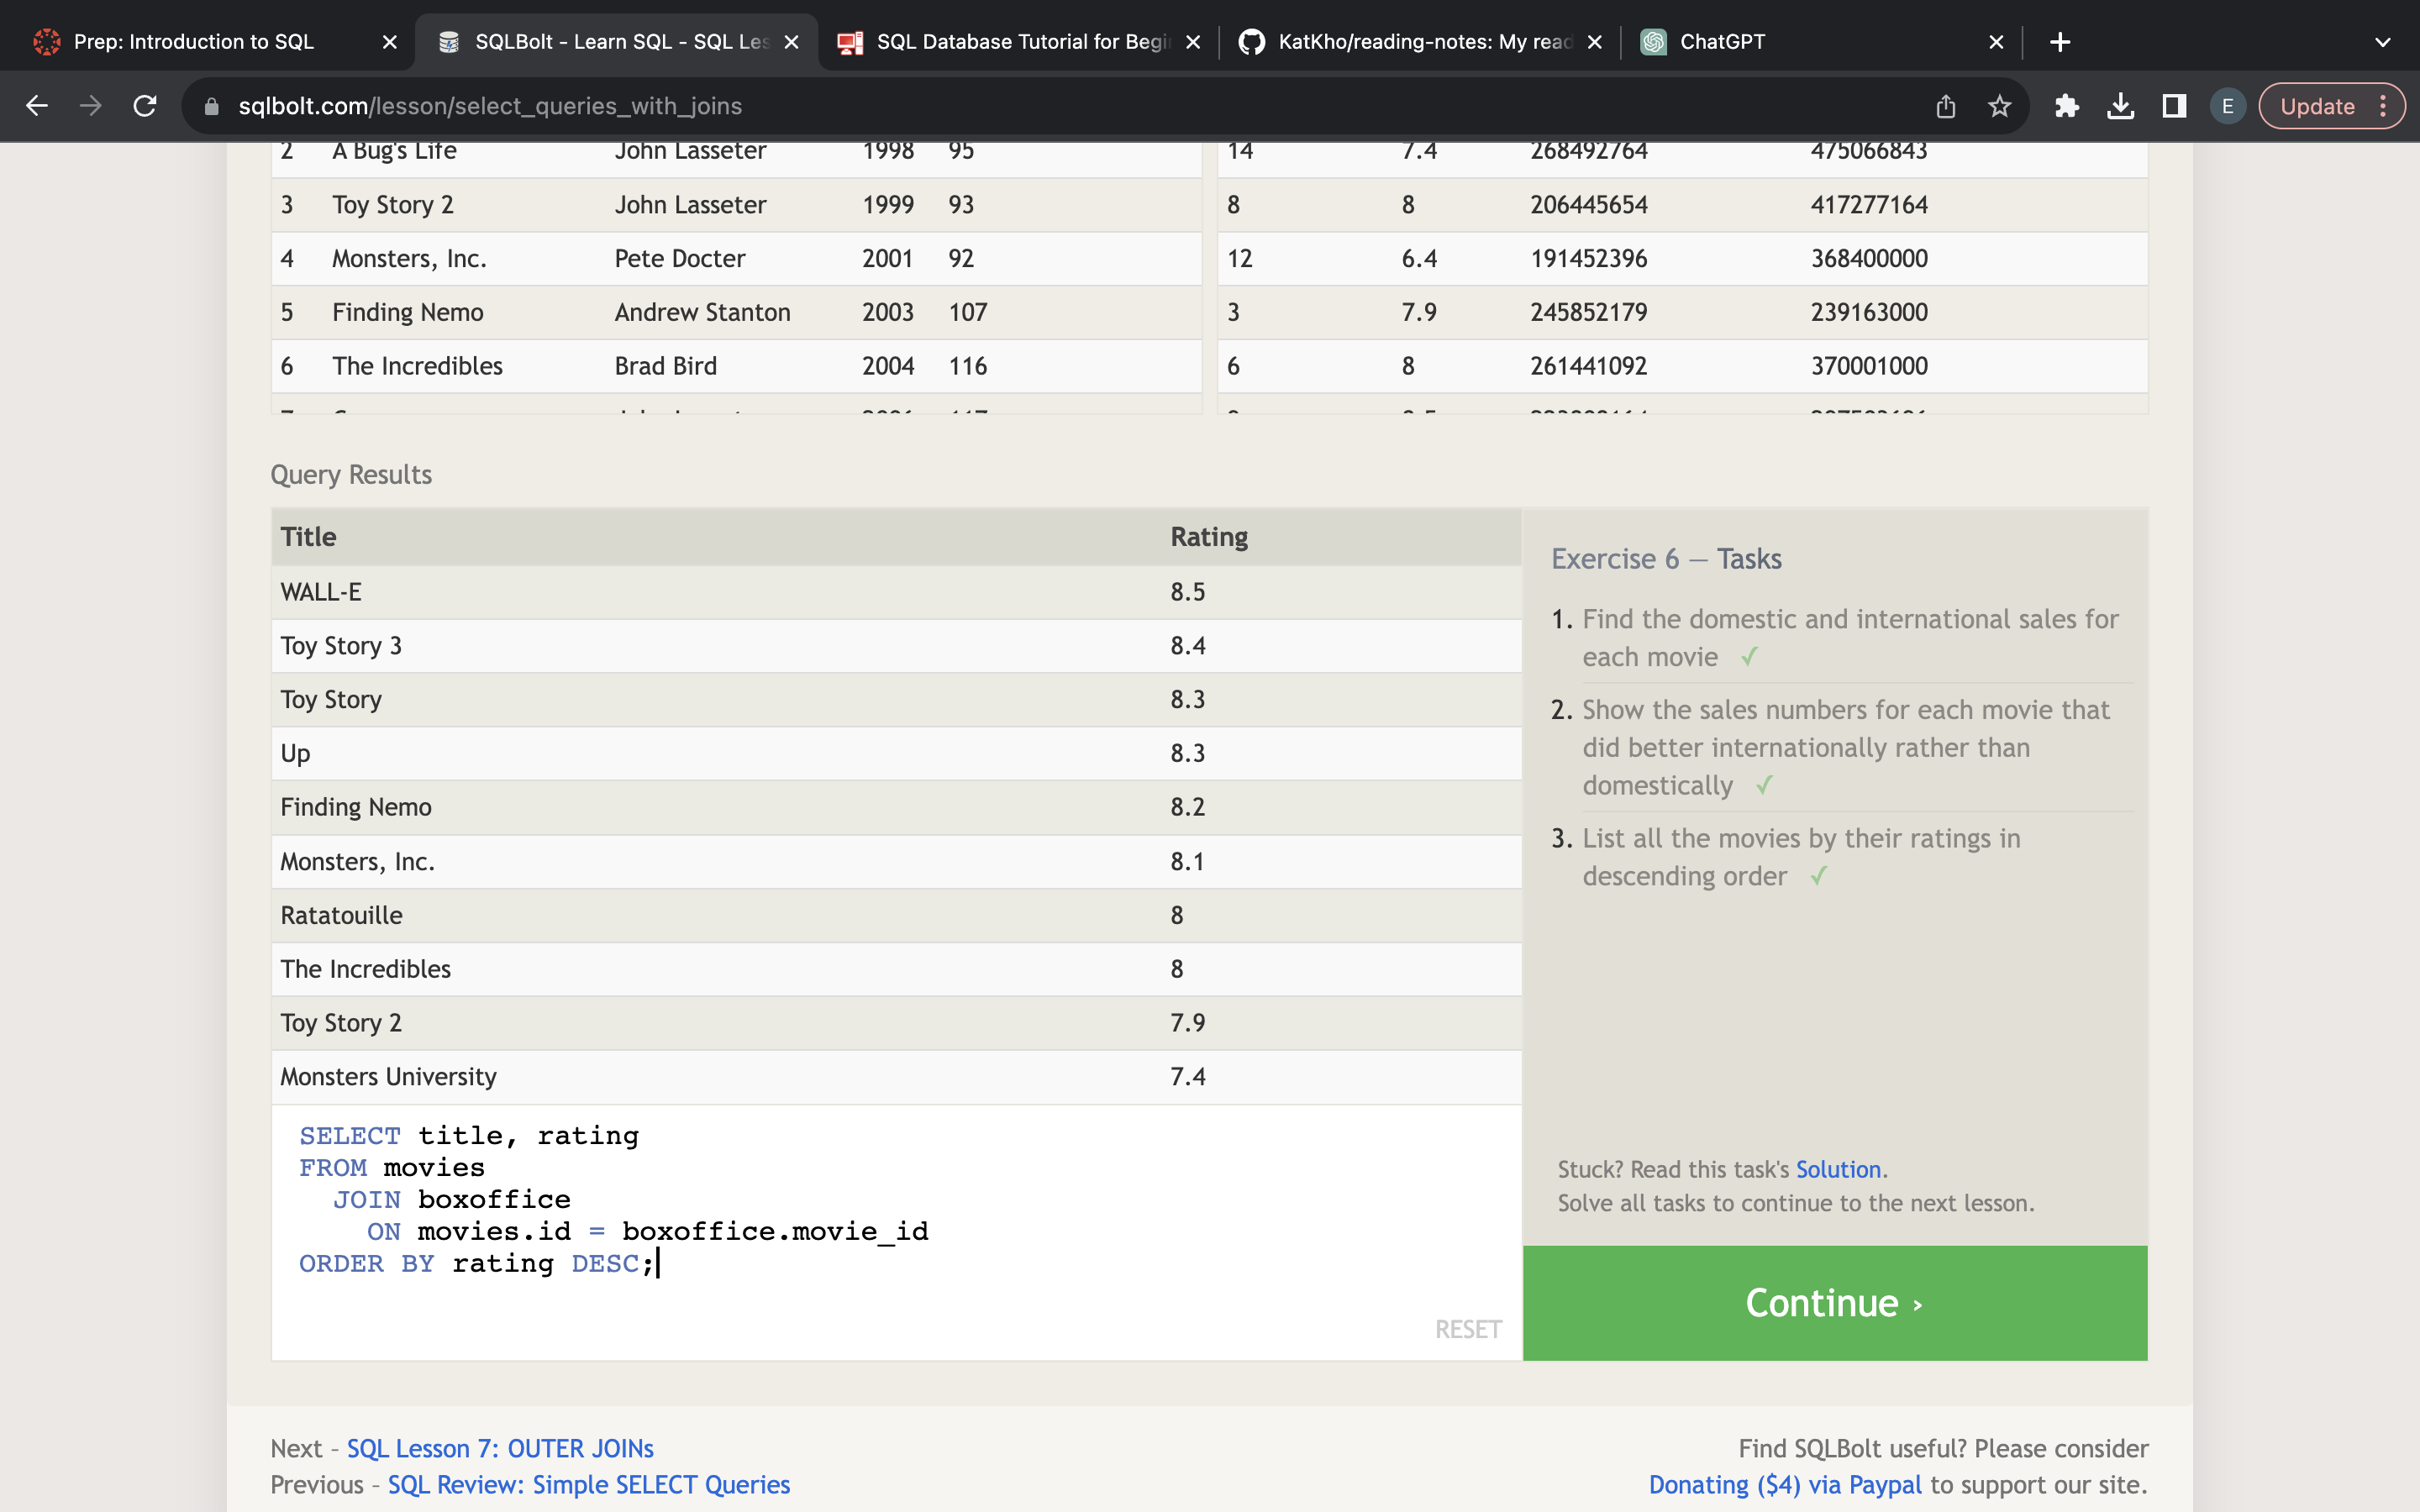 Prep: Introduction to SQL
SQLBolt - Learn SQL - SQL Les
SQL Database Tutorial for Begi
KatKho/reading-notes: My read
ChatGPT
sqlbolt.com/lesson/select_queries_with_joins
E
Update
2 A Bug's Life John Lasseter 1998 95 14 7.4 268492764 475066843
3 Toy Story 2 John Lasseter 1999 93 8 8 206445654 417277164
4 Monsters, Inc. Pete Docter 2001 92 12 6.4 191452396 368400000
5 Finding Nemo Andrew Stanton 2003 107 3 7.9 245852179 239163000
6 The Incredibles Brad Bird 2004 116 6 8 261441092 370001000
Query Results
Title Rating
WALL-E 8.5
Toy Story 3 8.4
Toy Story 8.3
Up 8.3
Finding Nemo 8.2
Monsters, Inc. 8.1
Ratatouille 8
The Incredibles 8
Toy Story 2 7.9
Monsters University 7.4
SELECT title, rating
FROM movies
JOIN boxoffice
ON movies.id = boxoffice.movie_id
ORDER BY rating DESC;
RESET
Exercise 6 — Tasks
1. Find the domestic and international sales for
each movie ✓
2. Show the sales numbers for each movie that
did better internationally rather than
domestically ✓
3. List all the movies by their ratings in
descending order ✓
Stuck? Read this task's Solution.
Solve all tasks to continue to the next lesson.
Continue ›
Next – SQL Lesson 7: OUTER JOINs
Previous – SQL Review: Simple SELECT Queries
Find SQLBolt useful? Please consider
Donating ($4) via Paypal to support our site.